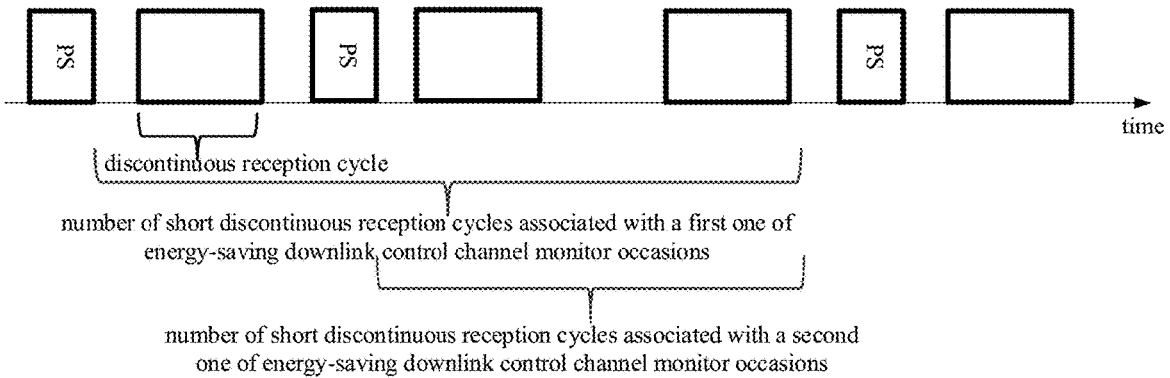 PS
PS
PS
time
discontinuous reception cycle
number of short discontinuous reception cycles associated with a first one of
energy-saving downlink control channel monitor occasions
number of short discontinuous reception cycles associated with a second
one of energy-saving downlink control channel monitor occasions